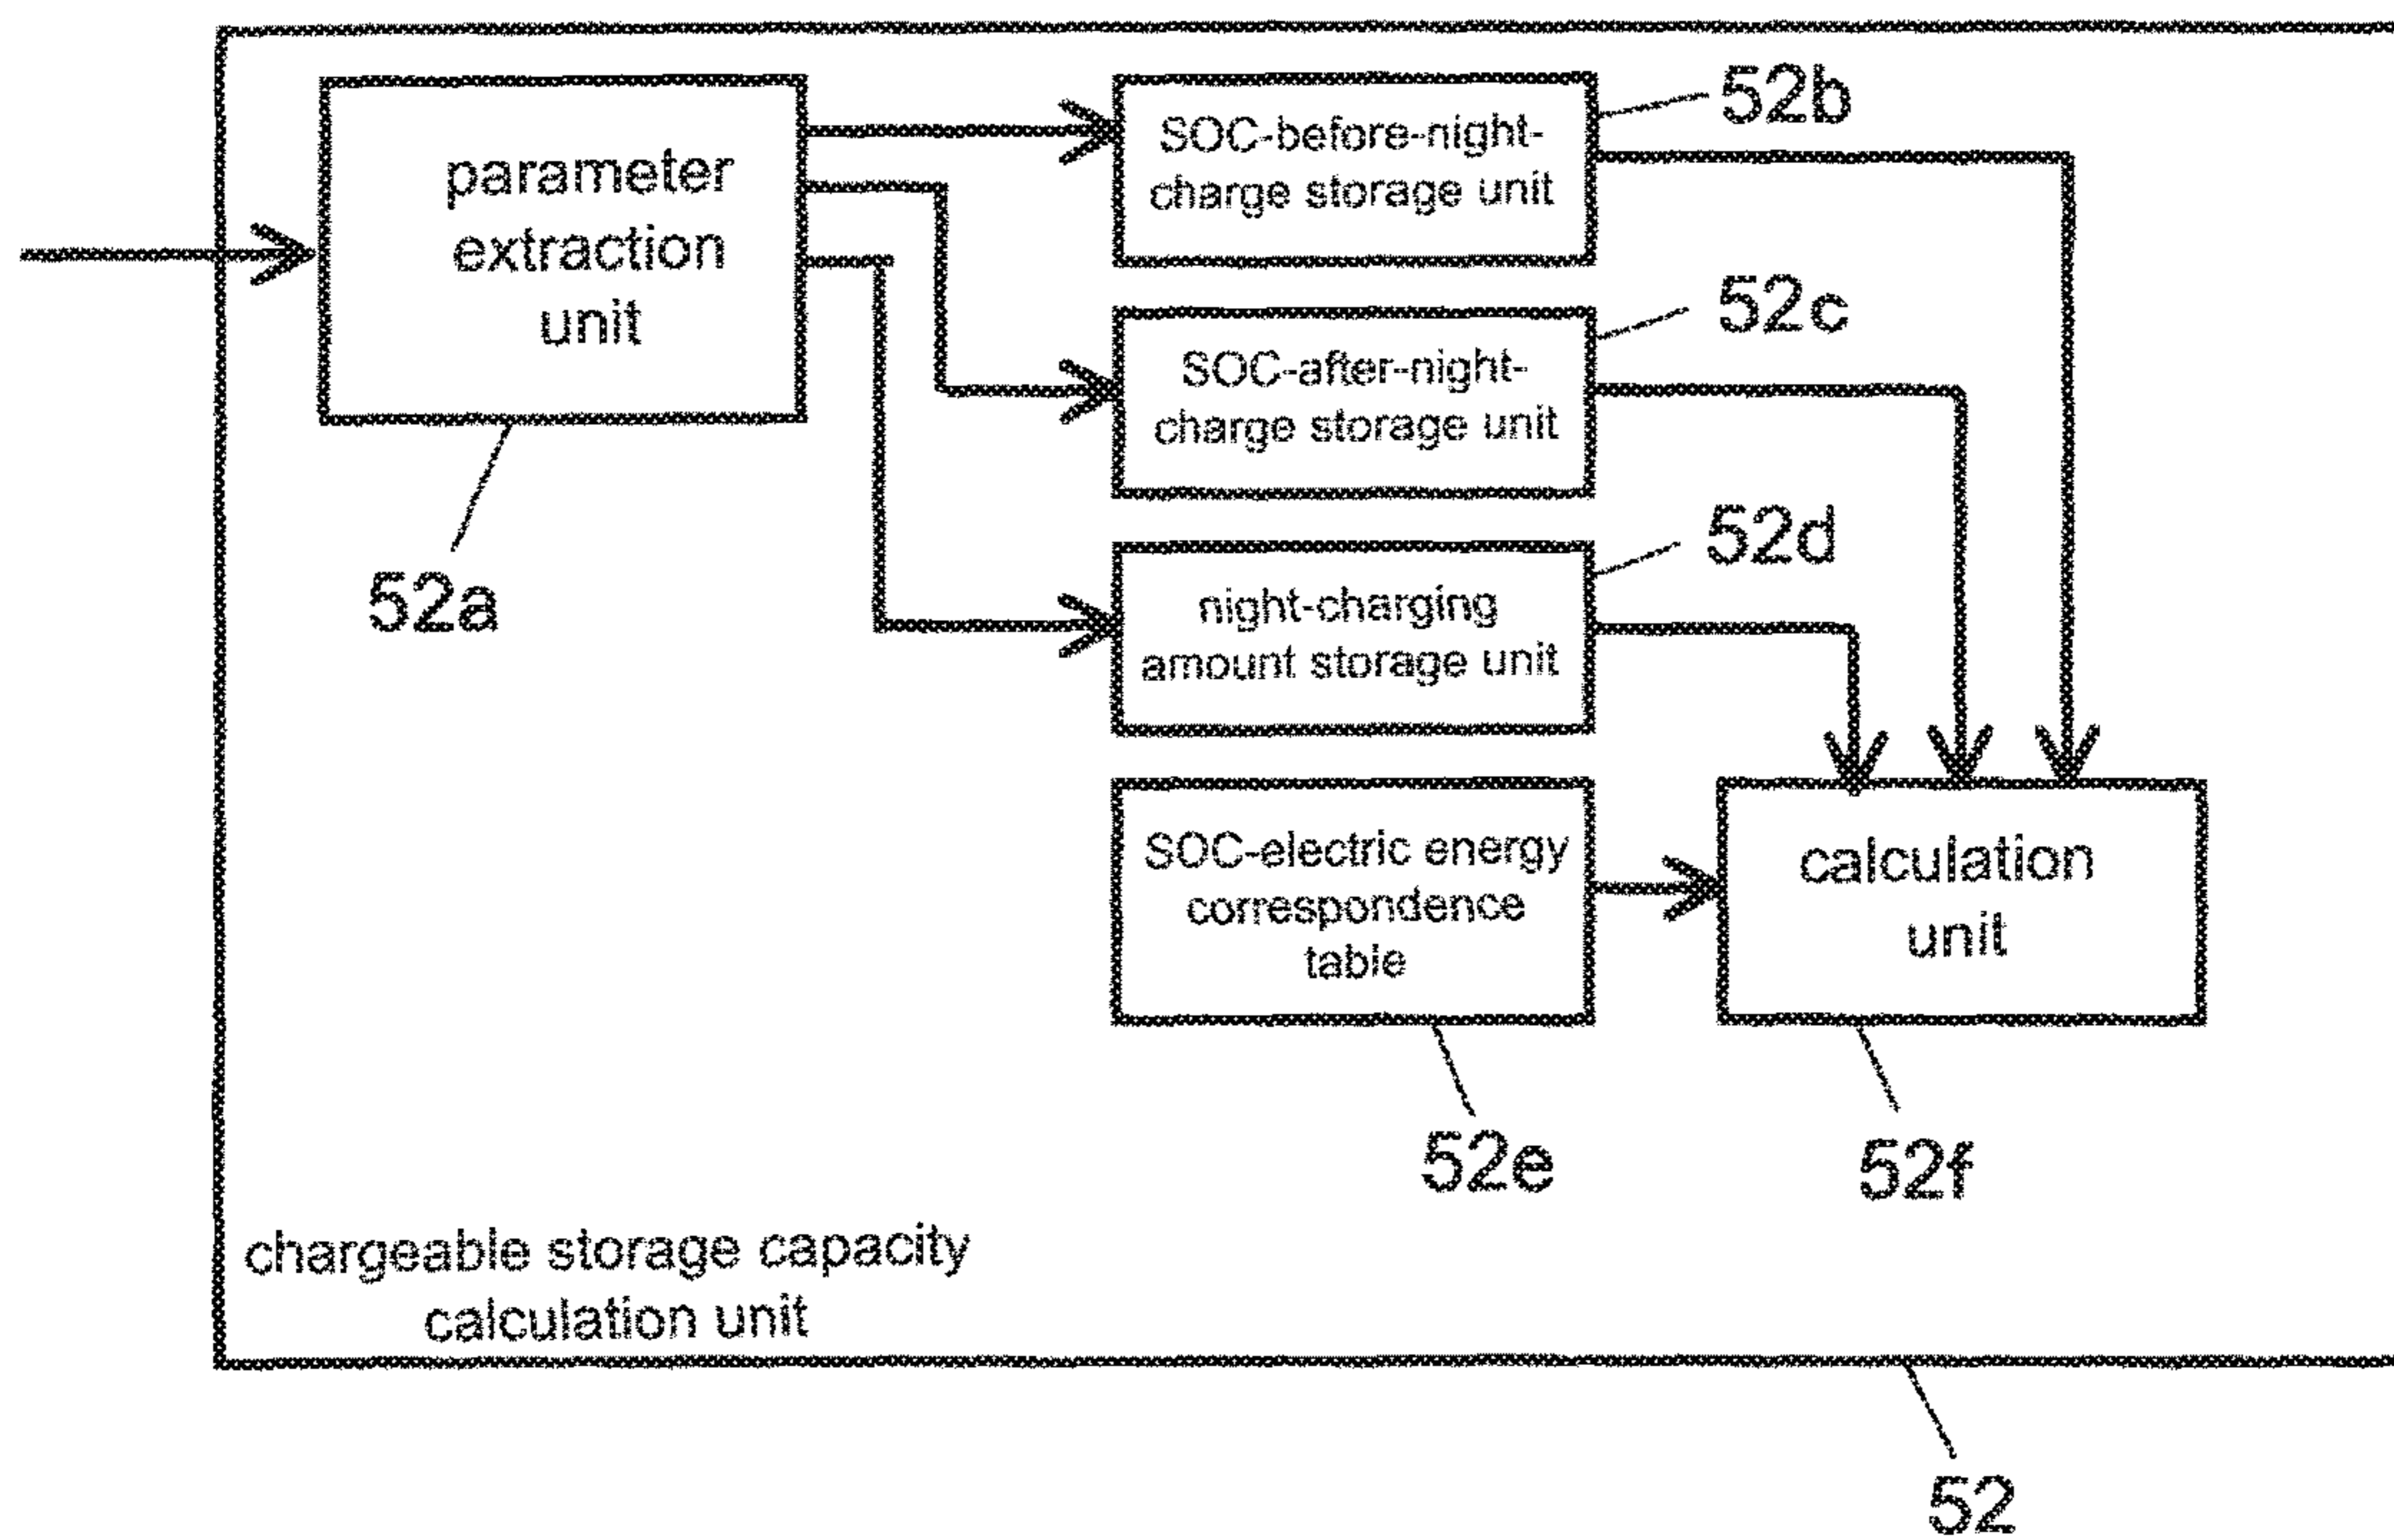 parameter
extraction
unit
52a
SOC-before-night-
charge storage unit
52b
SOC-after-night-
charge storage unit
52c
night-charging
amount storage unit
52d
SOC-electric energy
correspondence
table
52e
calculation
unit
52f
chargeable storage capacity
calculation unit
52